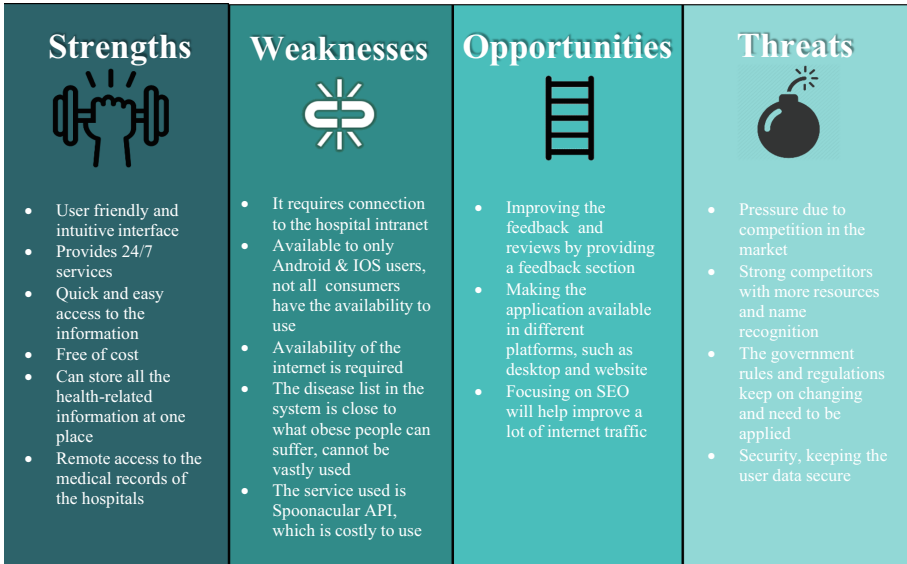 Strengths
• User friendly and
intuitive interface
• Provides 24/7
services
• Quick and easy
access to the
information
• Free of cost
• Can store all the
health-related
information at one
place
• Remote access to the
medical records of
the hospitals
Weaknesses
• It requires connection
to the hospital intranet
• Available to only
Android & IOS users,
not all consumers
have the availability to
use
• Availability of the
internet is required
• The disease list in the
system is close to
what obese people can
suffer, cannot be
vastly used
• The service used is
Spoonacular API,
which is costly to use
Opportunities
• Improving the
feedback and
reviews by providing
a feedback section
• Making the
application available
in different
platforms, such as
desktop and website
• Focusing on SEO
will help improve a
lot of internet traffic
Threats
• Pressure due to
competition in the
market
• Strong competitors
with more resources
and name
recognition
• The government
rules and regulations
keep on changing
and need to be
applied
• Security, keeping the
user data secure